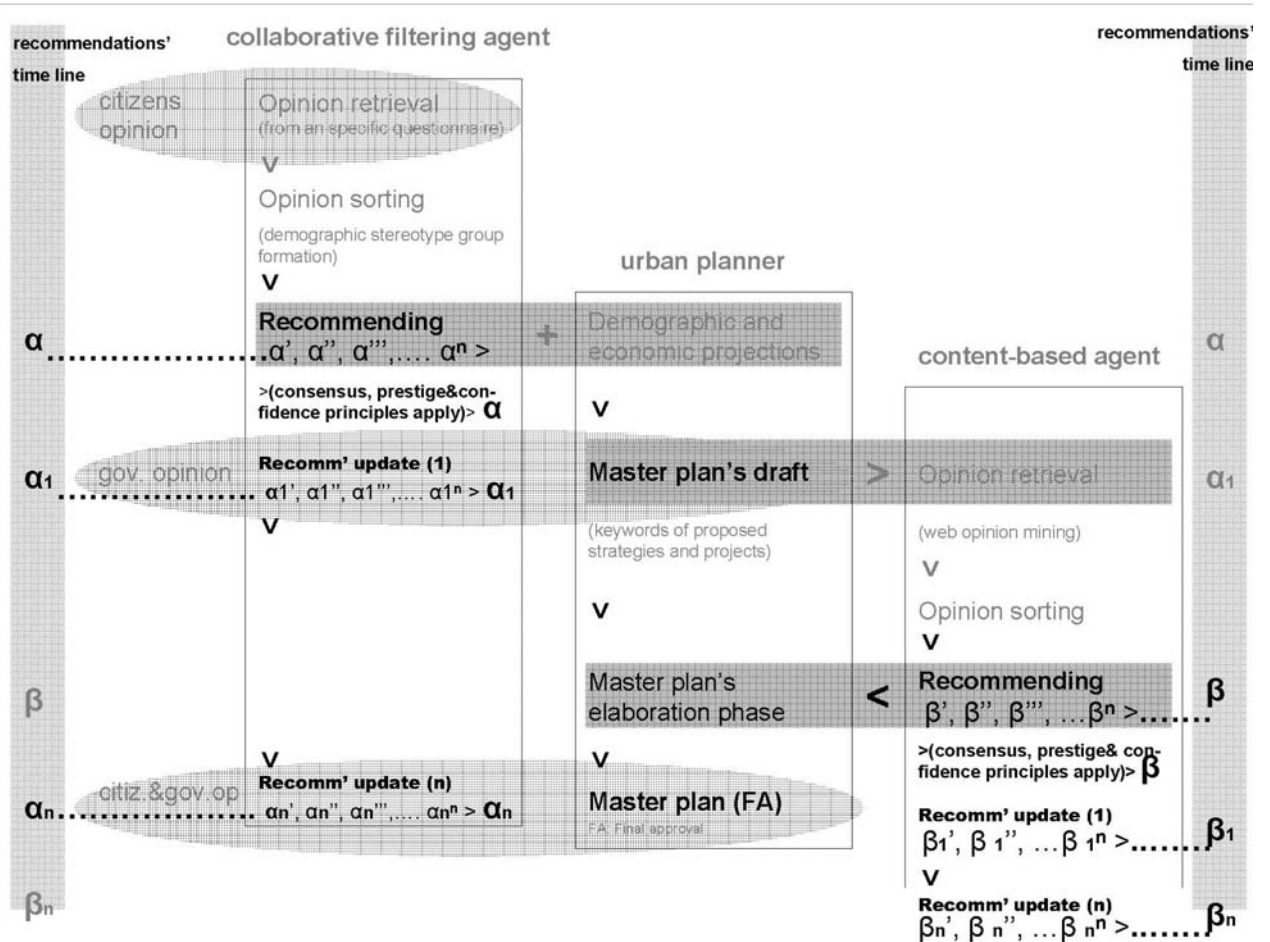 recommendations'
time line
α
α1
β
αn
βn
collaborative filtering agent
citizens
opinion
Opinion retrieval
(from an specific questionnaire)
v
Opinion sorting
(demographic stereotype group
formation)
v
Recommending
α', α'', α''',.... αⁿ >
>(consensus, prestige&con-
fidence principles apply)> α
gov. opinion
Recomm' update (1)
α1', α1'', α1''',.... α1ⁿ > α1
v
v
citiz.&gov.op
Recomm' update (n)
αn', αn'', αn''',.... αnⁿ > αn
urban planner
+
Demographic and
economic projections
v
Master plan's draft
(keywords of proposed
strategies and projects)
v
Master plan's
elaboration phase
v
Master plan (FA)
FA: Final approval
content-based agent
>
Opinion retrieval
(web opinion mining)
v
Opinion sorting
v
<
Recommending
β', β'', β''', ...βⁿ >
>(consensus, prestige& con-
fidence principles apply)> β
Recomm' update (1)
β1', β 1'', ...β 1ⁿ >
v
Recomm' update (n)
βn', β n'', ...β nⁿ >
recommendations'
time line
α
α1
β
β1
βn